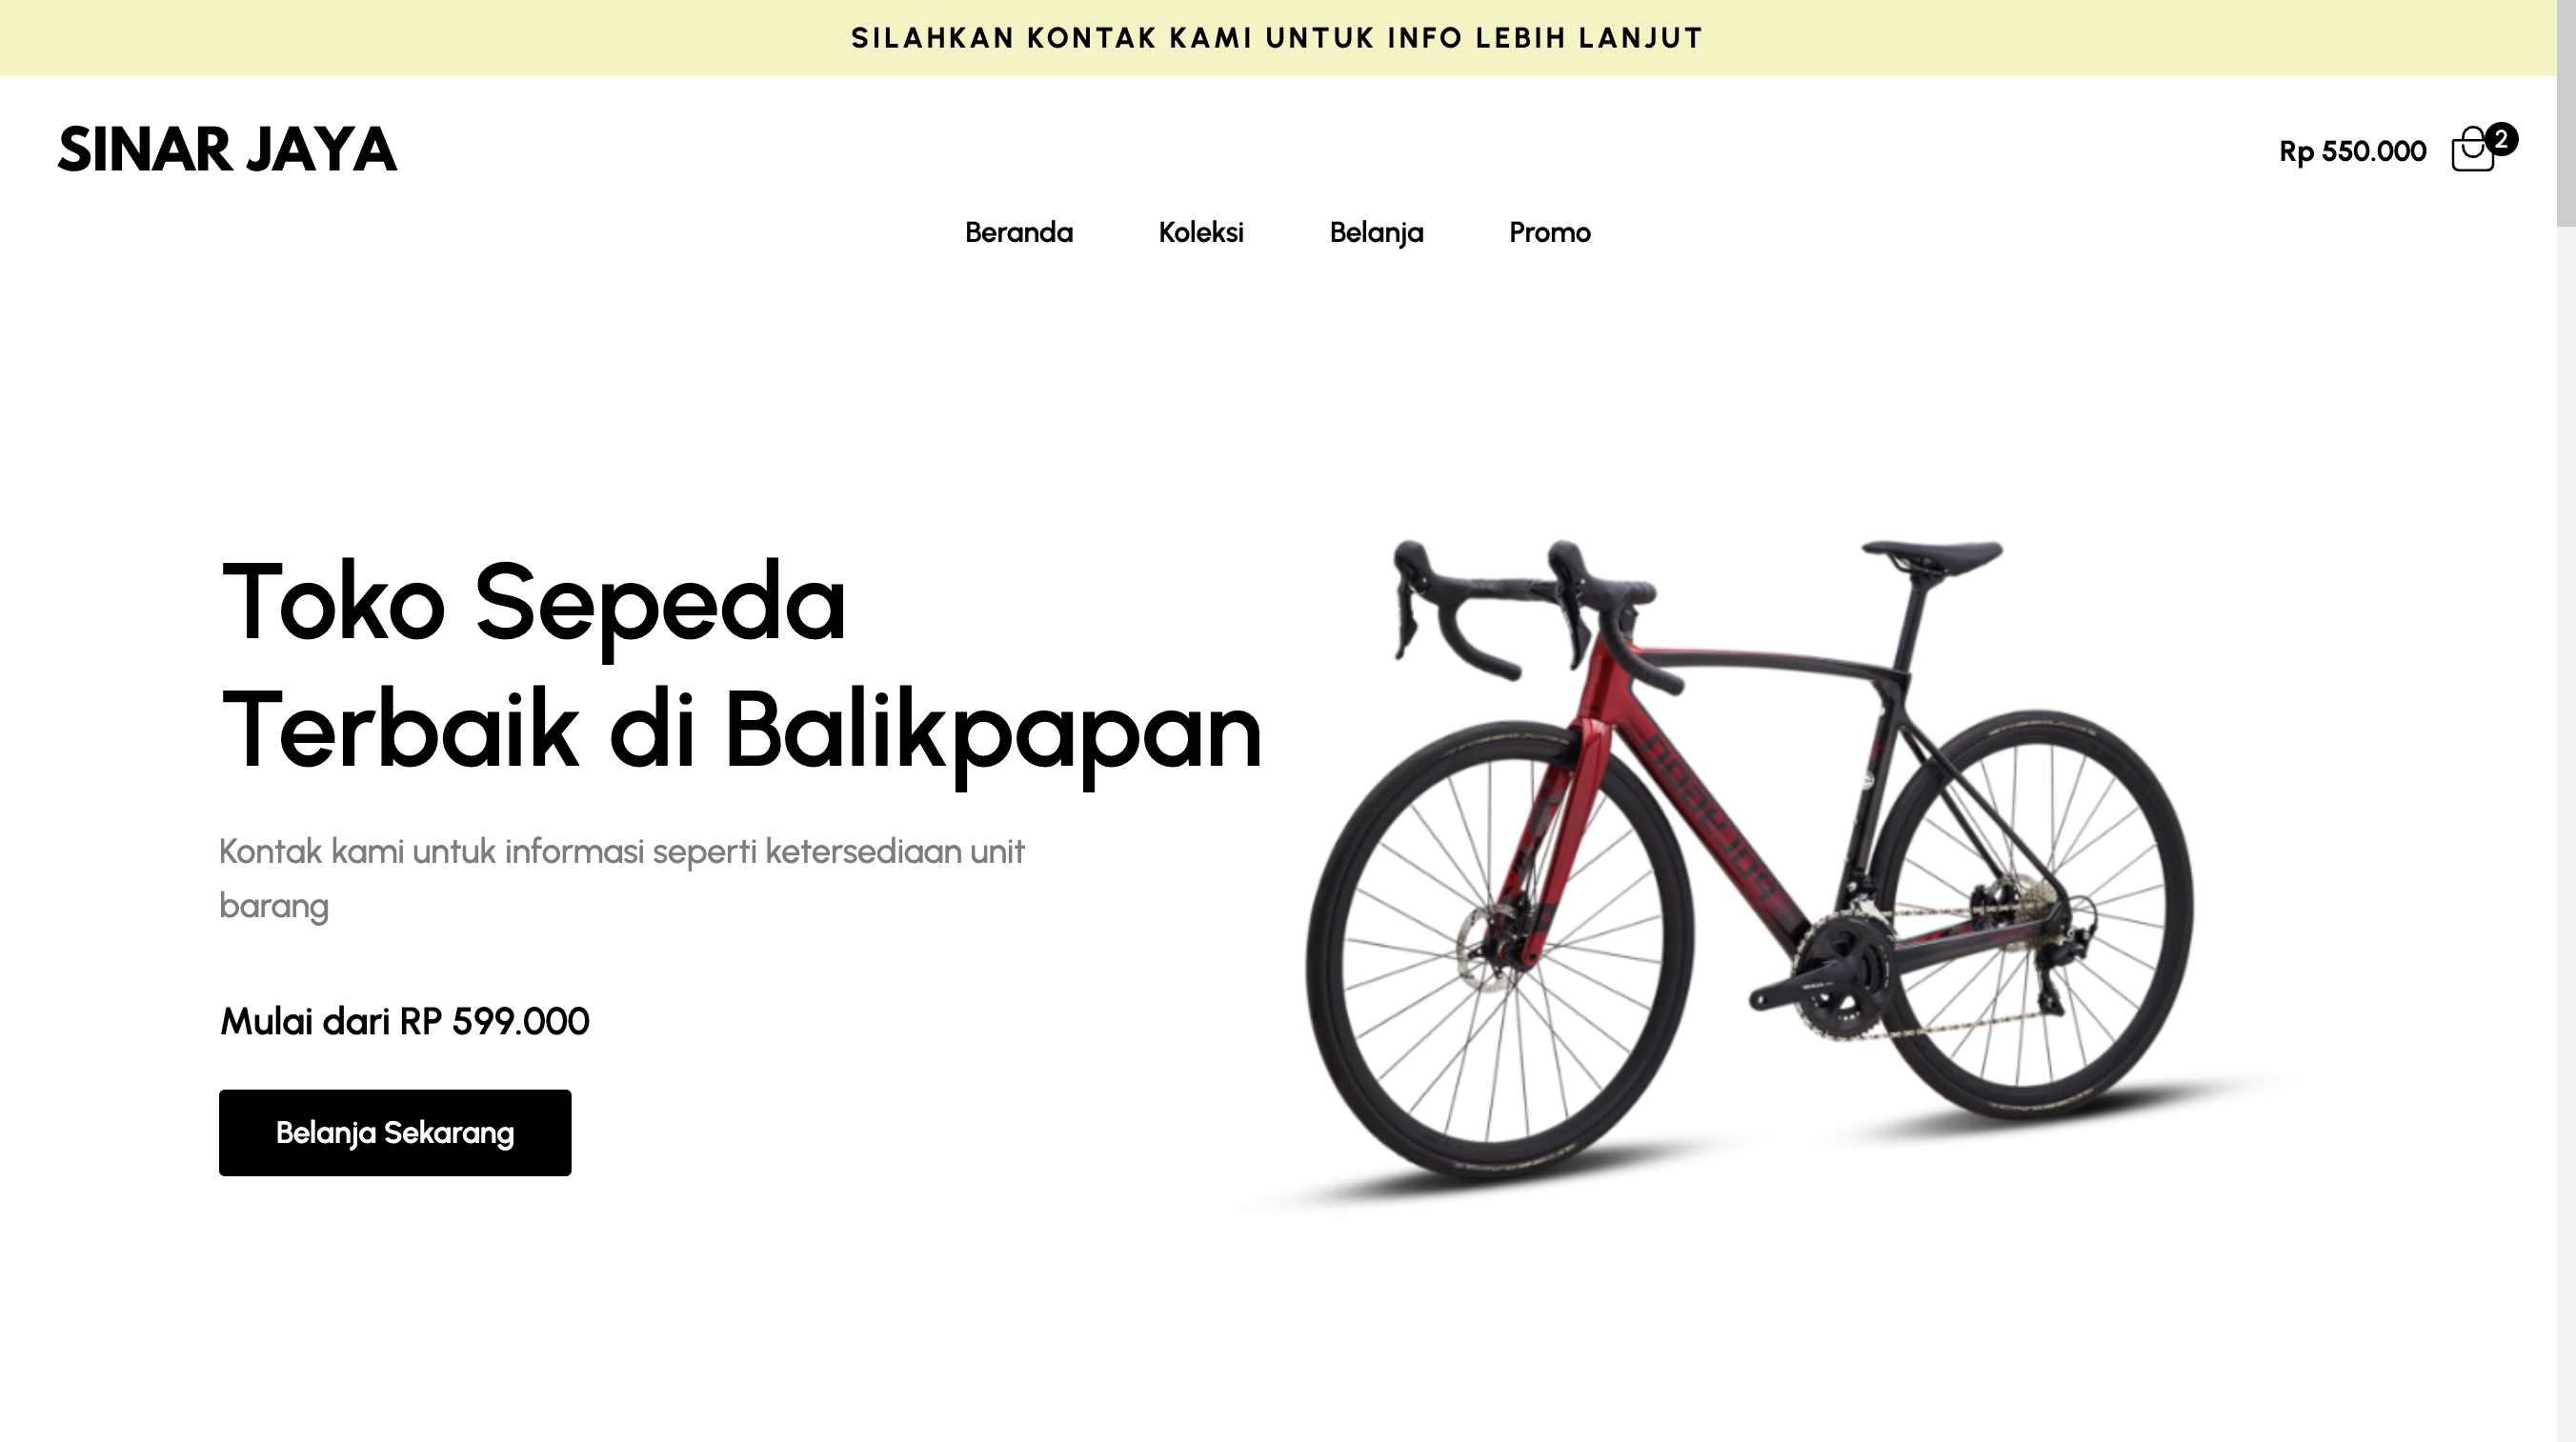 SILAHKAN KONTAK KAMI UNTUK INFO LEBIH LANJUT
SINAR JAYA
Rp 550.000
2
Beranda Koleksi Belanja Promo
Toko Sepeda
Terbaik di Balikpapan
Kontak kami untuk informasi seperti ketersediaan unit
barang
Mulai dari RP 599.000
Belanja Sekarang